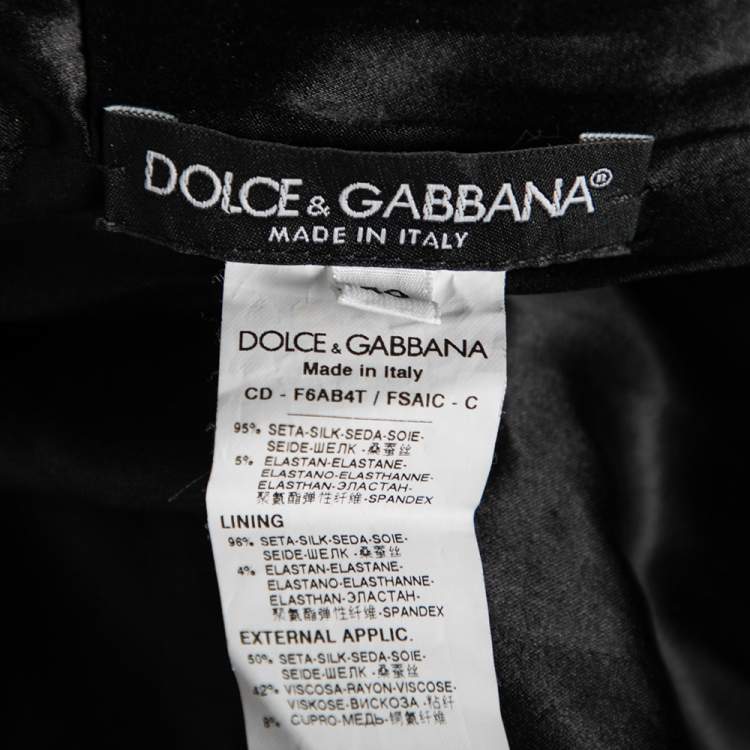 DOLCE & GABBANA®
MADE IN ITALY
DOLCE & GABBANA
Made in Italy
CD - F6AB4T / FSAIC - C
95% SETA-SILK-SEDA-SOIE-
SEIDE-ШЕЛК -桑蚕丝
5% ELASTAN-ELASTANE-
ELASTANO-ELASTHANNE-
ELASTHAN-ЭЛАСТАН-
聚氨酯弹性纤维-SPANDEX
LINING
96% SETA-SILK-SEDA-SOIE-
SEIDE-ШЕЛК -桑蚕丝
4% ELASTAN-ELASTANE-
ELASTANO-ELASTHANNE-
ELASTHAN-ЭЛАСТАН-
聚氨酯弹性纤维-SPANDEX
EXTERNAL APPLIC.
50% SETA-SILK-SEDA-SOIE-
SEIDE-ШЕЛК -桑蚕丝
42% VISCOSA-RAYON-VISCOSE-
VISKOSE-ВИСКОЗА -粘纤
8% CUPRO-МЕДЬ-铜氨纤维